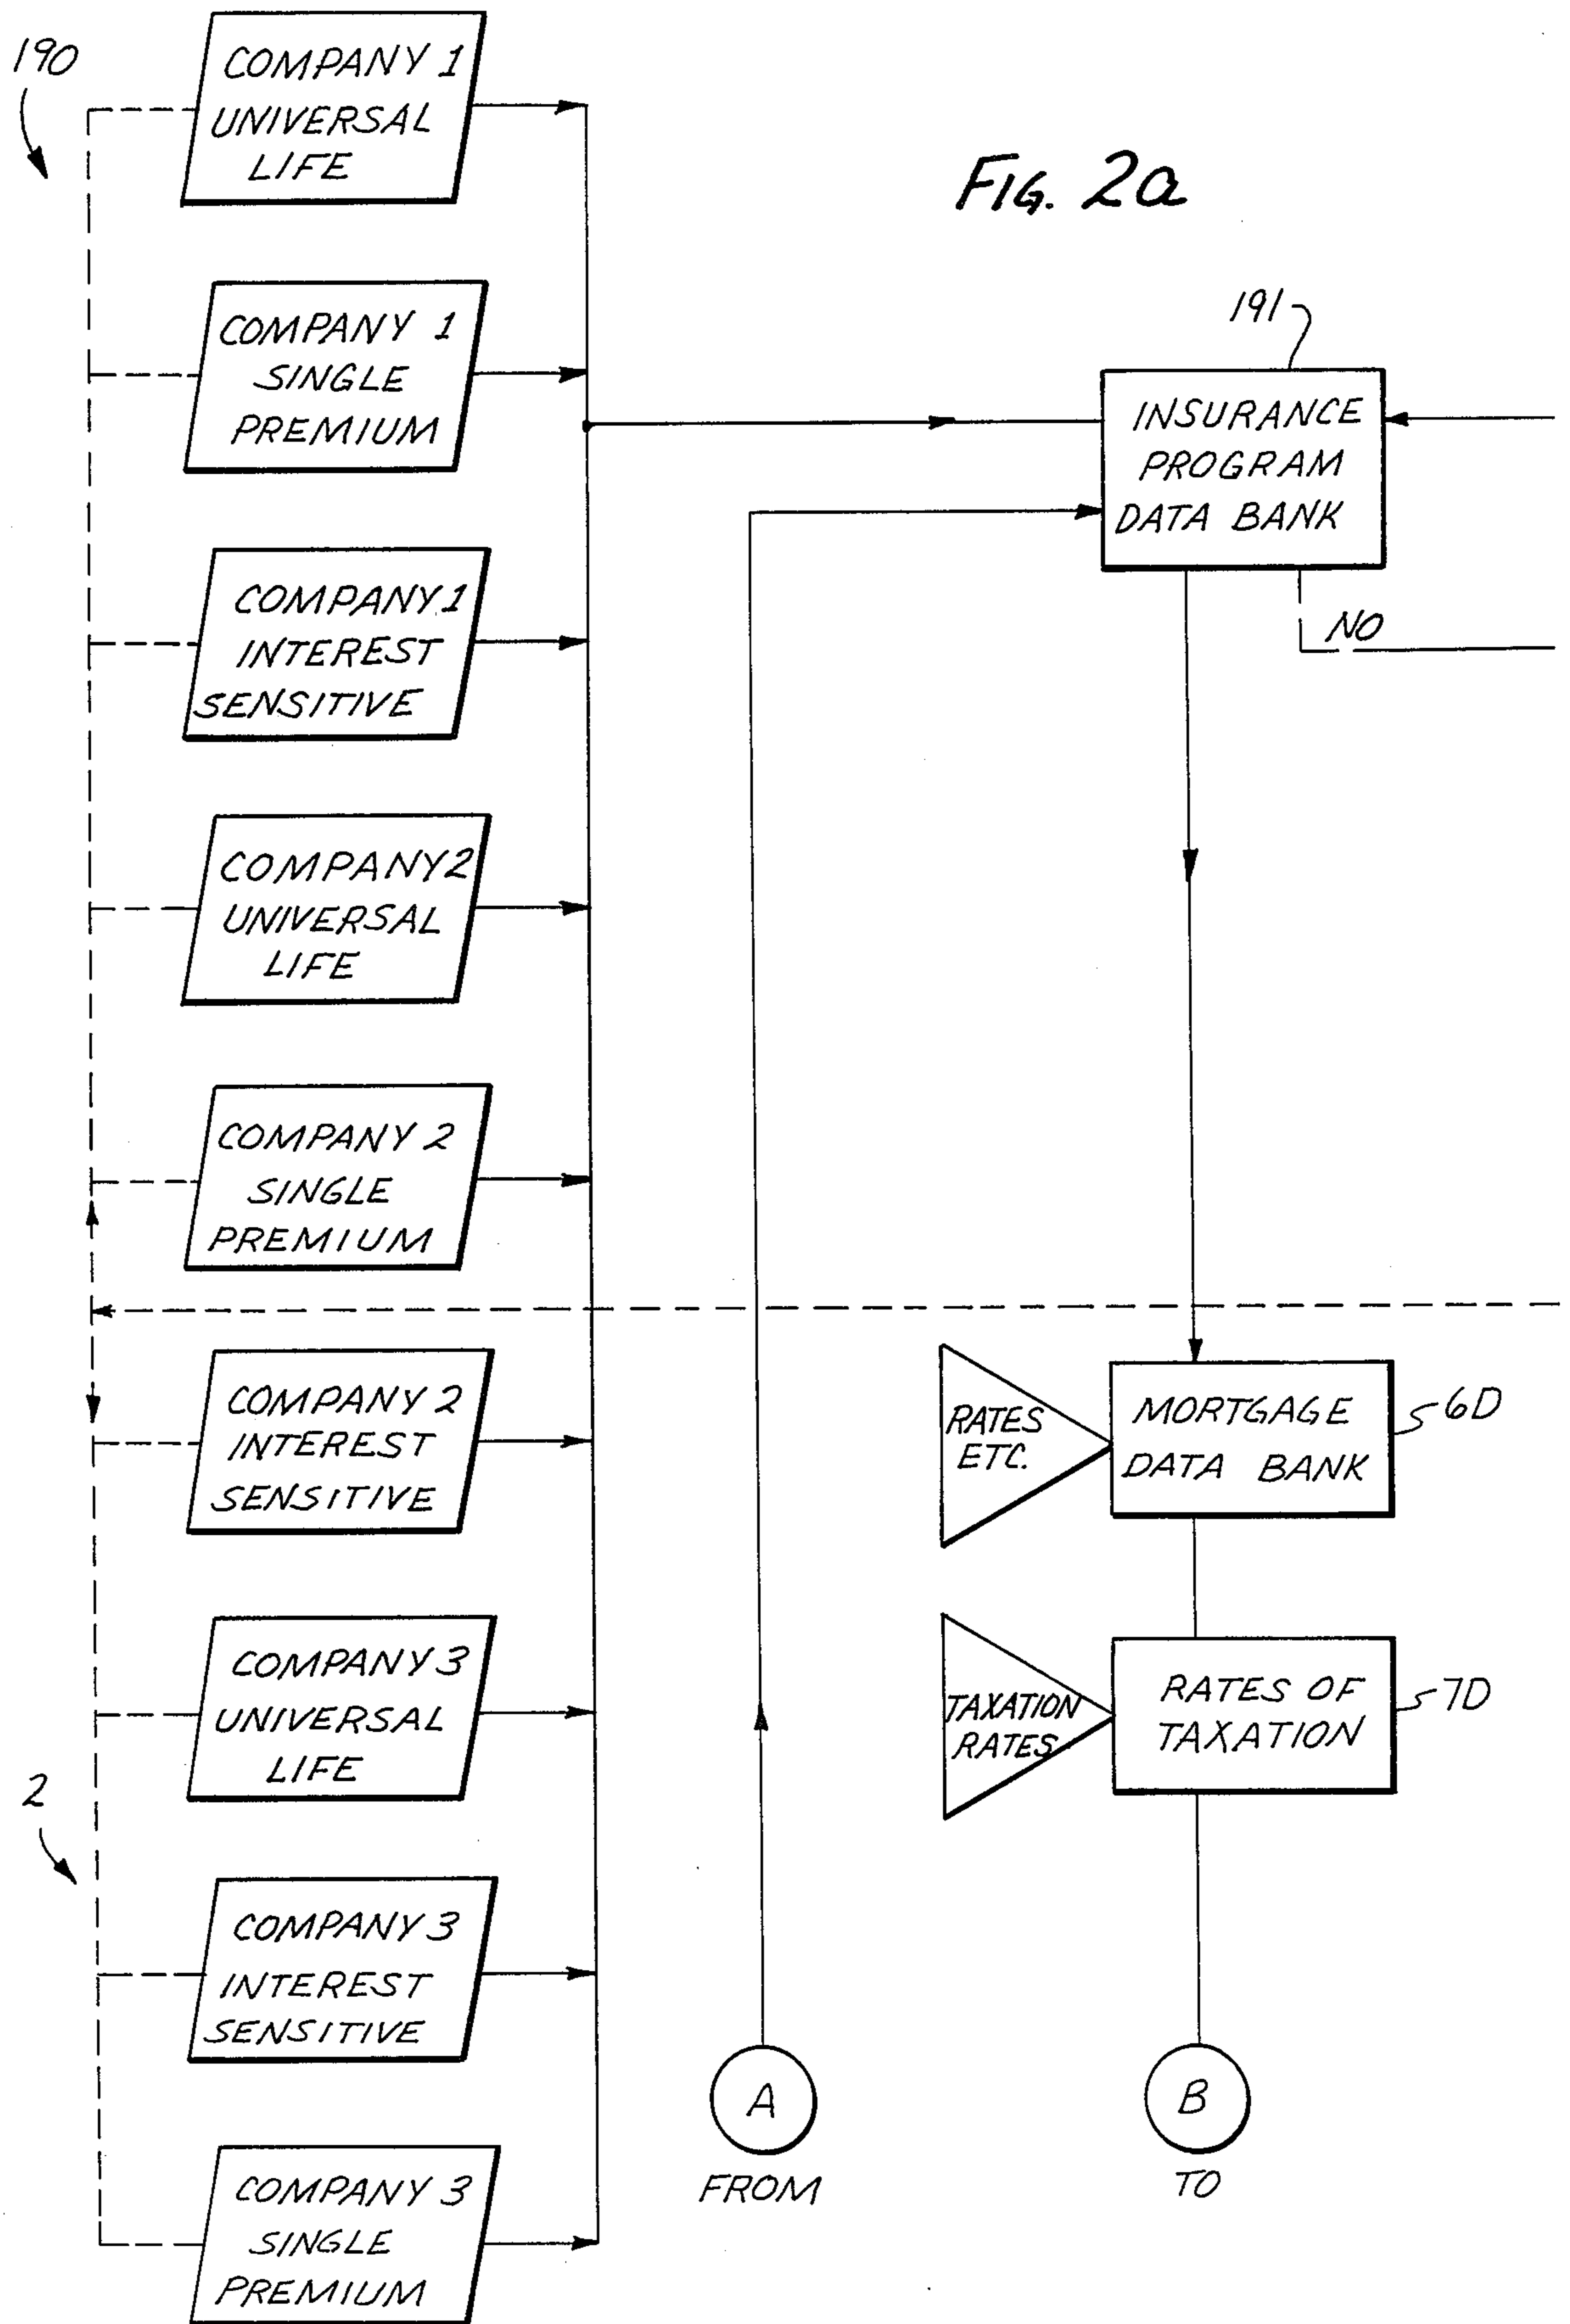 190
COMPANY 1
UNIVERSAL
LIFE
FIG. 2a
COMPANY 1
SINGLE
PREMIUM
191
INSURANCE
PROGRAM
DATA BANK
NO
COMPANY 1
INTEREST
SENSITIVE
COMPANY 2
UNIVERSAL
LIFE
COMPANY 2
SINGLE
PREMIUM
COMPANY 2
INTEREST
SENSITIVE
RATES
ETC.
MORTGAGE
DATA BANK
6D
COMPANY 3
UNIVERSAL
LIFE
TAXATION
RATES
RATES OF
TAXATION
7D
2
COMPANY 3
INTEREST
SENSITIVE
A
FROM
B
TO
COMPANY 3
SINGLE
PREMIUM